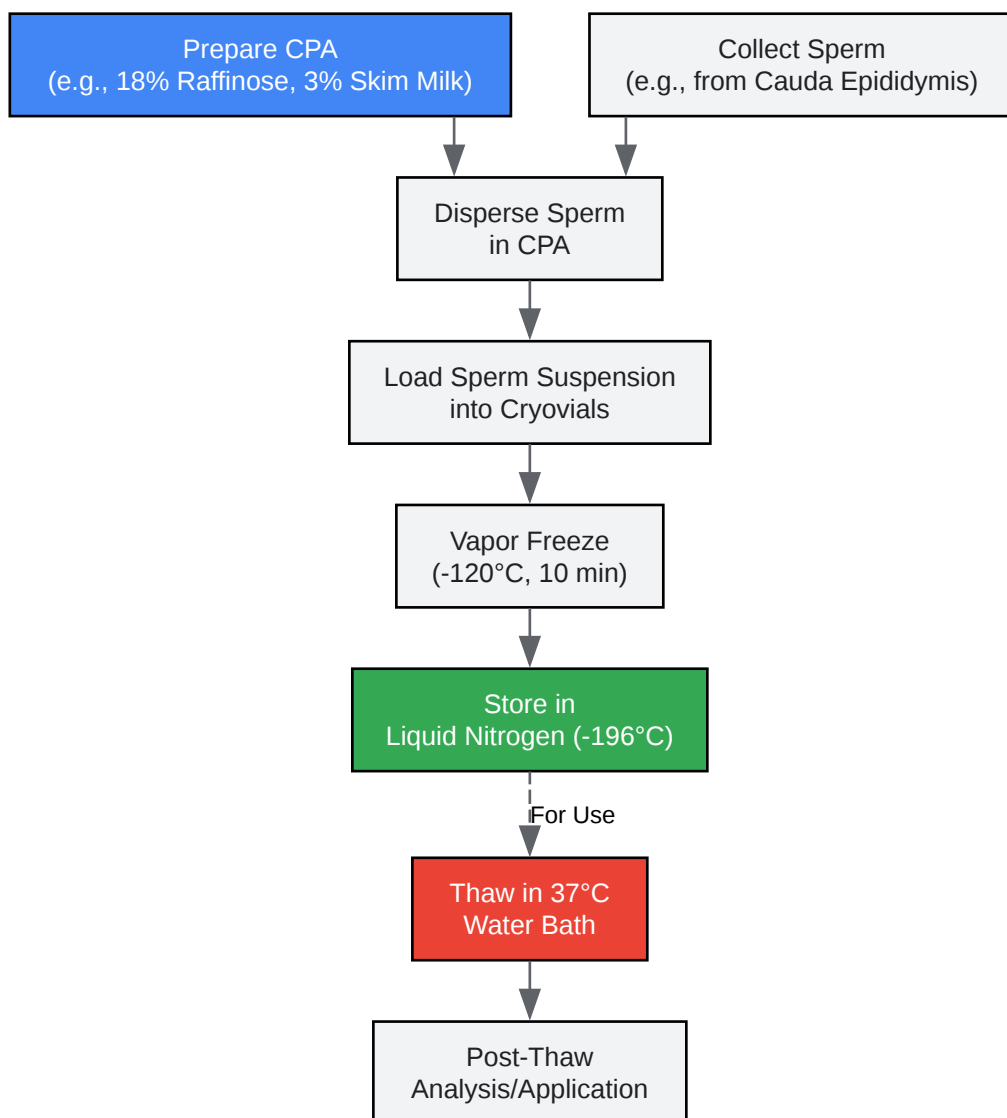 Prepare CPA
(e.g., 18% Raffinose, 3% Skim Milk)
Collect Sperm
(e.g., from Cauda Epididymis)
Disperse Sperm
in CPA
Load Sperm Suspension
into Cryovials
Vapor Freeze
(-120°C, 10 min)
Store in
Liquid Nitrogen (-196°C)
For Use
Thaw in 37°C
Water Bath
Post-Thaw
Analysis/Application